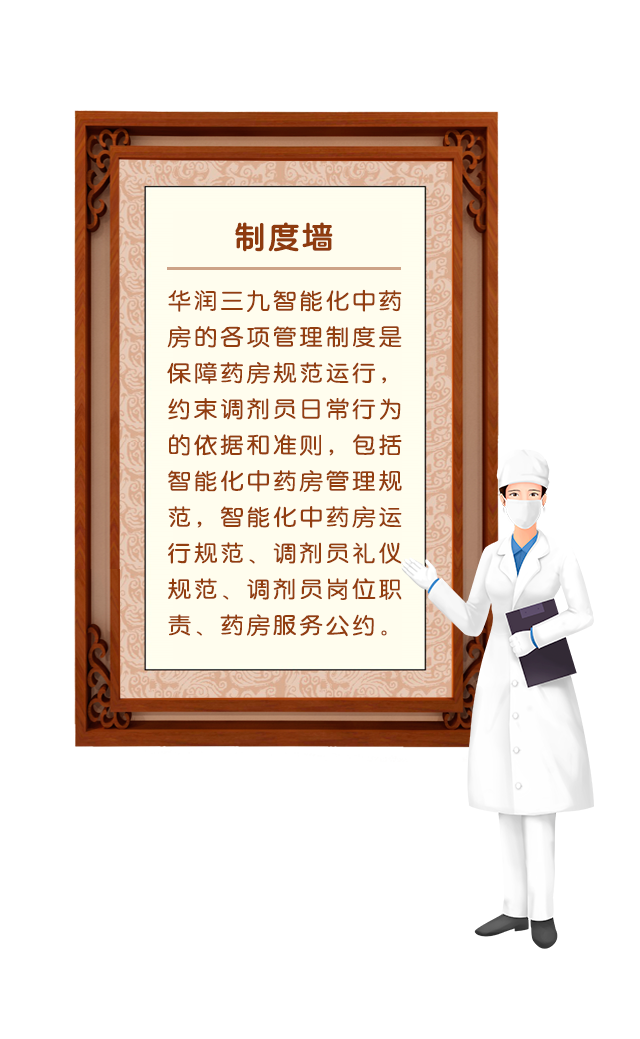 制度墙
华润三九智能化中药
房的各项管理制度是
保障药房规范运行，
约束调剂员日常行为
的依据和准则，包括
智能化中药房管理规
范，智能化中药房运
行规范、调剂员礼仪
规范、调剂员岗位职
责、药房服务公约。